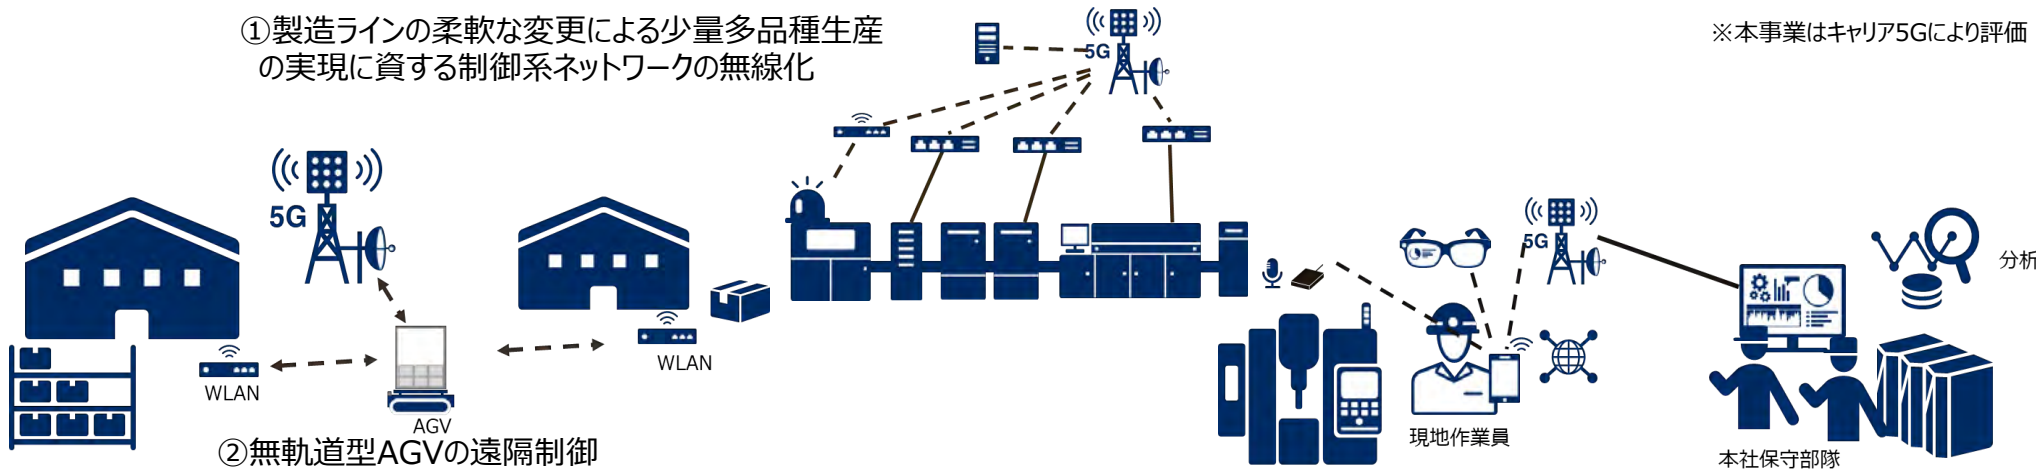 ①製造ラインの柔軟な変更による少量多品種生産
の実現に資する制御系ネットワークの無線化
※本事業はキャリア5Gにより評価
5G
5G
5G
分析
WLAN
WLAN
AGV
②無軌道型AGVの遠隔制御
現地作業員
本社保守部隊